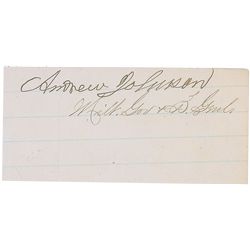 Andrew Johnson
Milt. Gov & B. Genl.